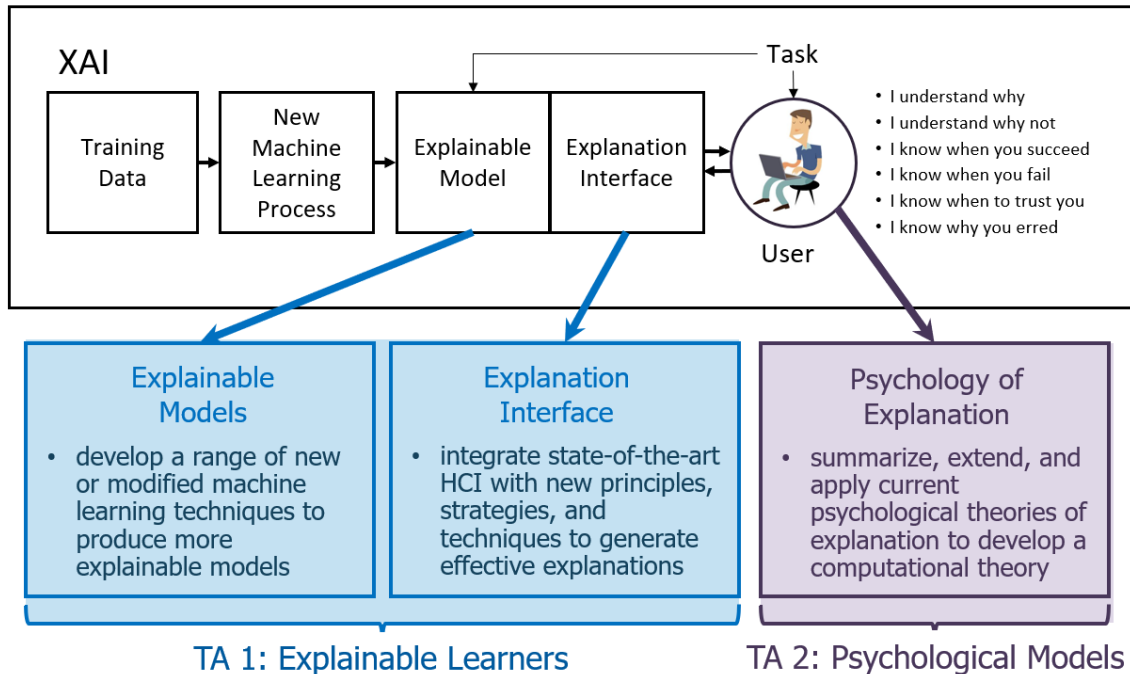 XAI
Task
Training
Data
New
Machine
Learning
Process
Explainable
Model
Explanation
Interface
User
• I understand why
• I understand why not
• I know when you succeed
• I know when you fail
• I know when to trust you
• I know why you erred
Explainable
Models
• develop a range of new
or modified machine
learning techniques to
produce more
explainable models
Explanation
Interface
• integrate state-of-the-art
HCI with new principles,
strategies, and
techniques to generate
effective explanations
Psychology of
Explanation
• summarize, extend, and
apply current
psychological theories of
explanation to develop a
computational theory
TA 1: Explainable Learners
TA 2: Psychological Models